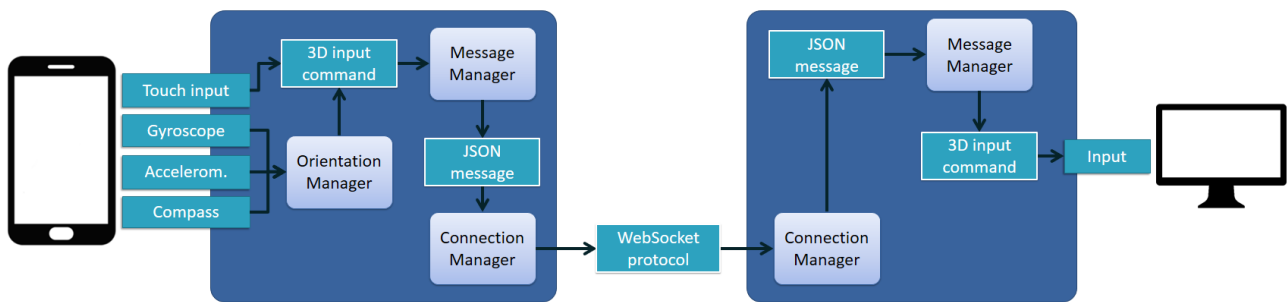 Touch input
Gyroscope
Accelerom.
Compass
Orientation
Manager
3D input
command
Message
Manager
JSON
message
Connection
Manager
WebSocket
protocol
Connection
Manager
JSON
message
Message
Manager
3D input
command
Input